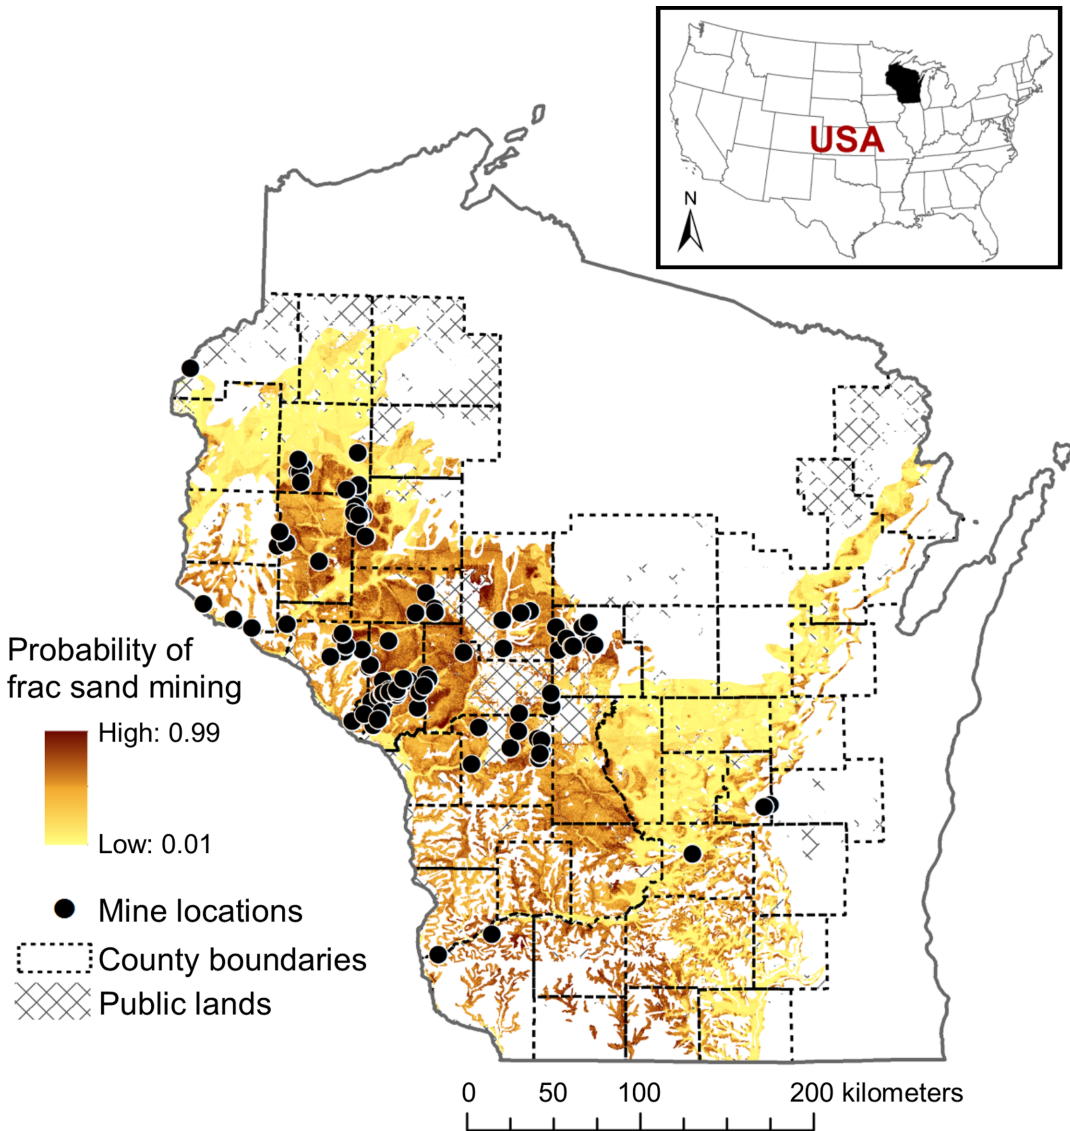 USA
N
Probability of
frac sand mining
High: 0.99
Low: 0.01
Mine locations
County boundaries
Public lands
0 50 100 200 kilometers